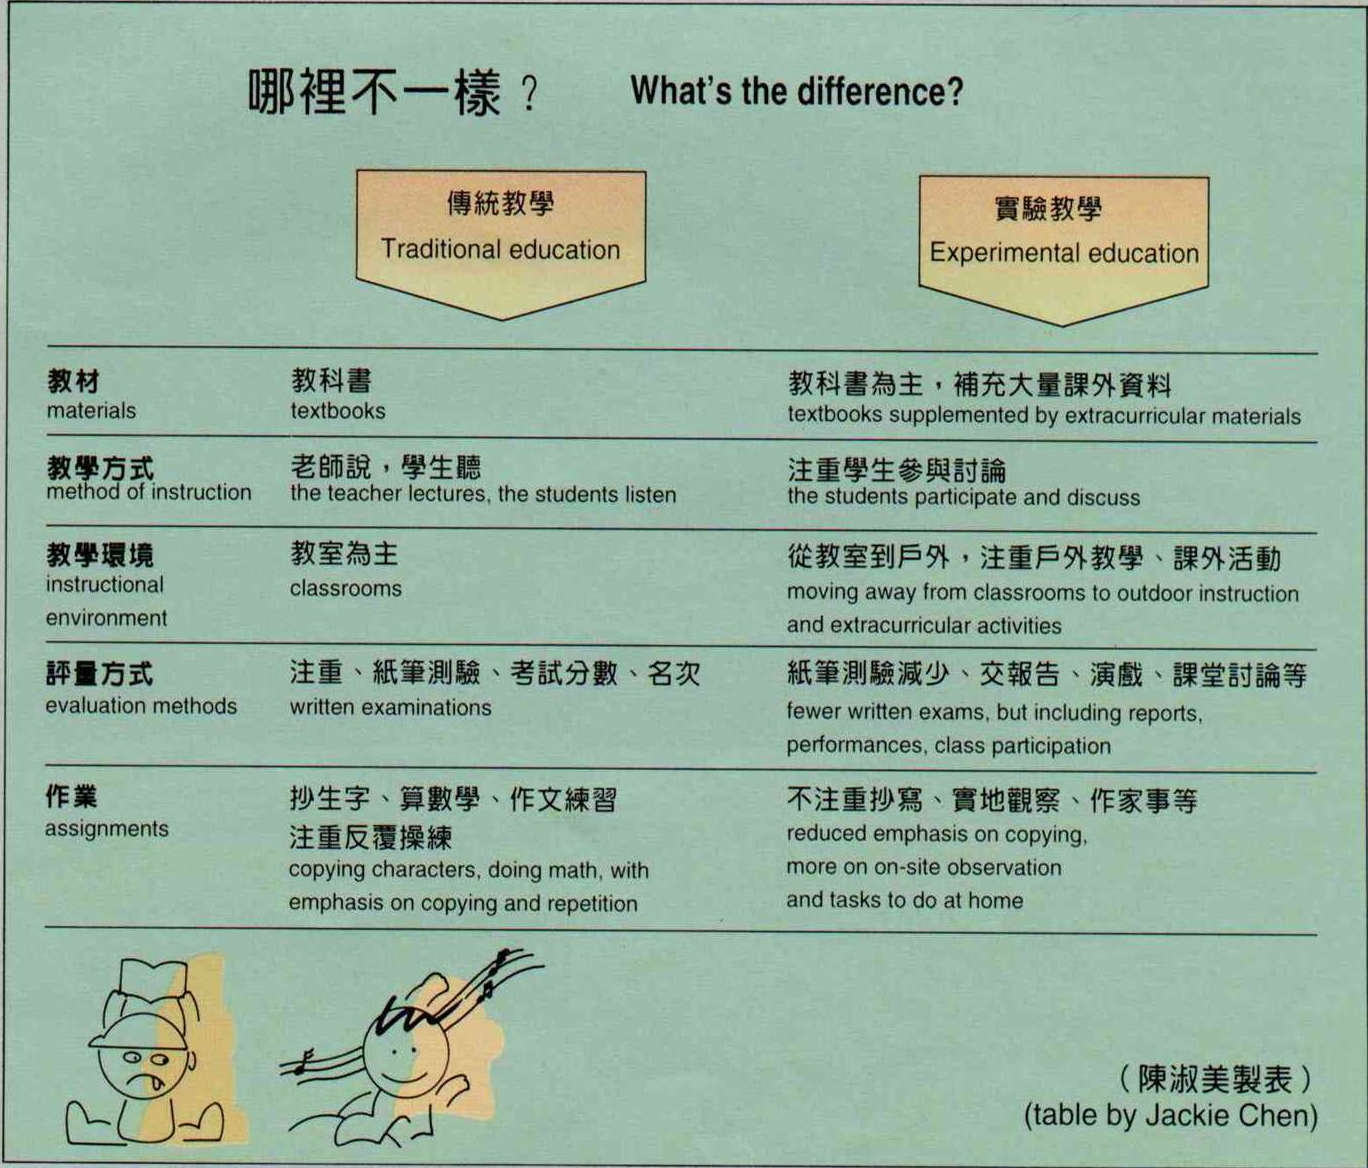 哪裡不一樣？ What's the difference?
傳統教學
Traditional education
實驗教學
Experimental education
教材
materials
教科書
textbooks
教科書為主，補充大量課外資料
textbooks supplemented by extracurricular materials
教學方式
method of instruction
老師說，學生聽
the teacher lectures, the students listen
注重學生參與討論
the students participate and discuss
教學環境
instructional
environment
教室為主
classrooms
從教室到戶外，注重戶外教學、課外活動
moving away from classrooms to outdoor instruction
and extracurricular activities
評量方式
evaluation methods
注重、紙筆測驗、考試分數、名次
written examinations
紙筆測驗減少、交報告、演戲、課堂討論等
fewer written exams, but including reports,
performances, class participation
作業
assignments
抄生字、算數學、作文練習
注重反覆操練
copying characters, doing math, with
emphasis on copying and repetition
不注重抄寫、實地觀察、作家事等
reduced emphasis on copying,
more on on-site observation
and tasks to do at home
（陳淑美製表）
(table by Jackie Chen)